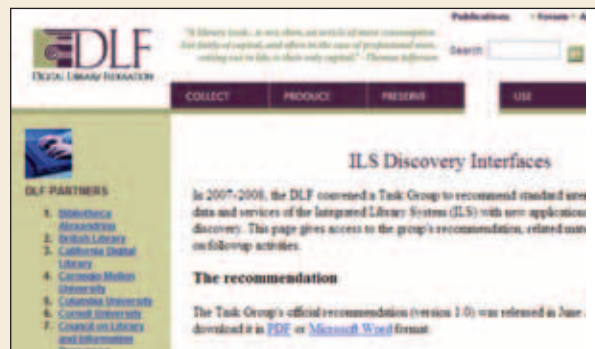 Publications • Forum • A
"A library book...is not, then, an article of mere consumption
but fairly of capital, and often in the case of professional men,
setting out in life, is their only capital." - Thomas Jefferson
Search
DLF
DIGITAL LIBRARY FEDERATION
COLLECT PRODUCE PRESERVE USE
DLF PARTNERS
1. Bibliotheca
Alexandrina
2. British Library
3. California Digital
Library
4. Carnegie Mellon
University
5. Columbia University
6. Cornell University
7. Council on Library
and Information
ILS Discovery Interfaces
In 2007-2008, the DLF convened a Task Group to recommend standard
data and services of the Integrated Library System (ILS) with new applications
discovery. This page gives access to the group's recommendation, related
on followup activities.
The recommendation
The Task Group's official recommendation (version 1.0) was released in June
download it in PDF or Microsoft Word format